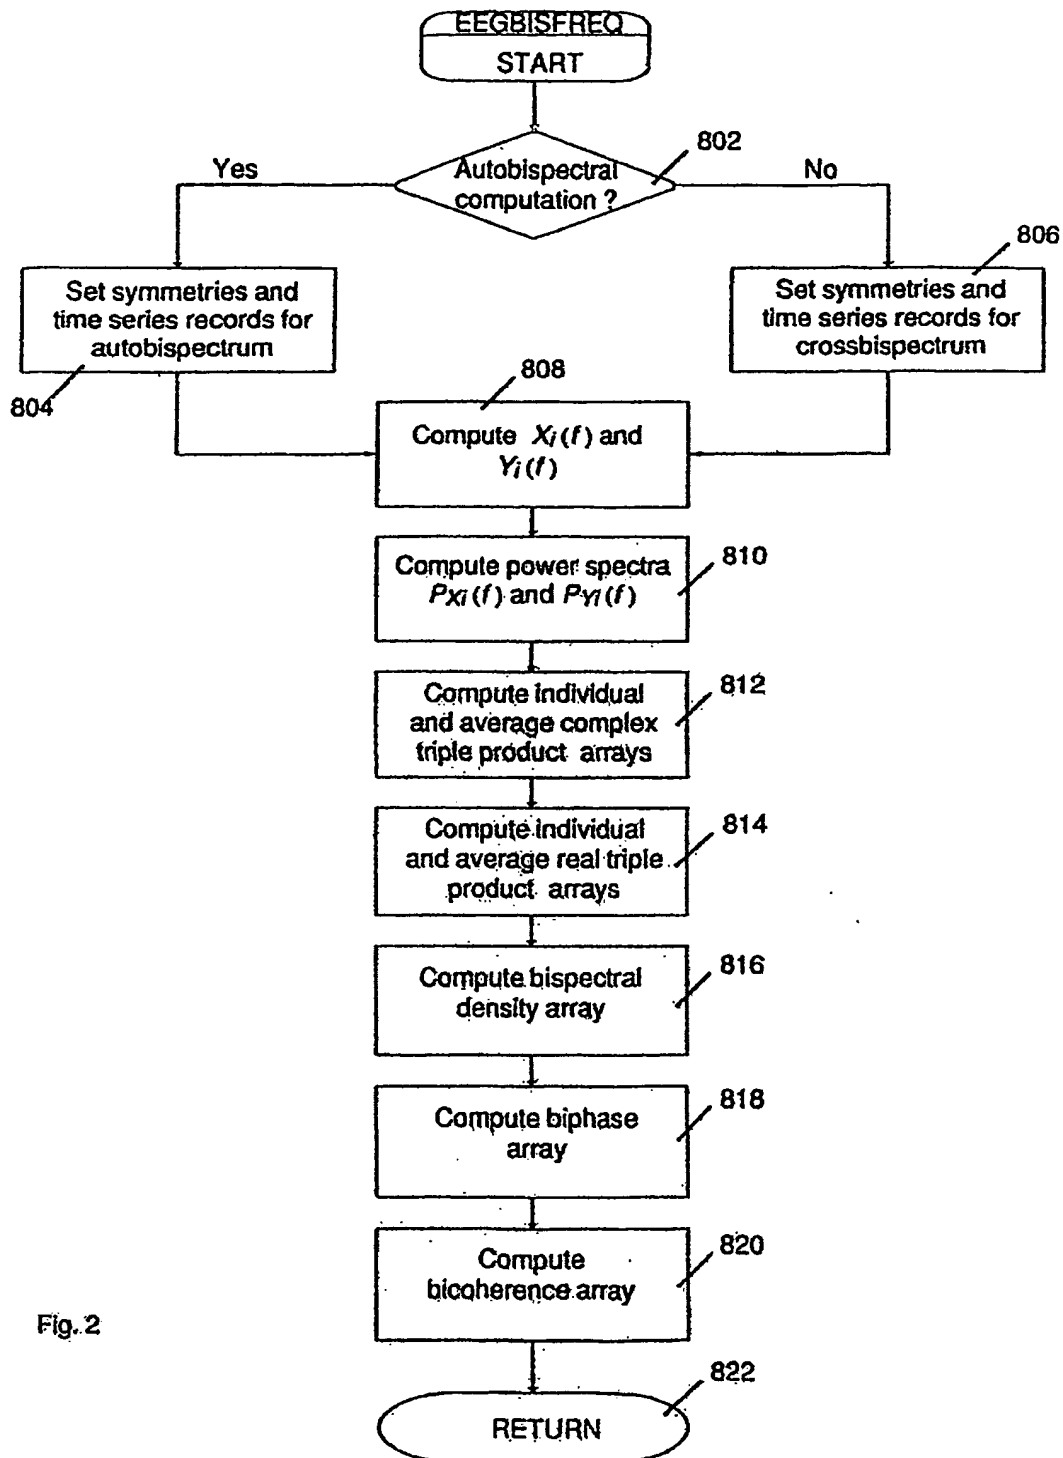 EEGBISFREQ
START
802
Autobispectral
computation ?
Yes
No
806
Set symmetries and
time series records for
autobispectrum
804
Set symmetries and
time series records for
crossbispectrum
808
Compute Xi(f) and
Yi(f)
810
Compute power spectra
PXi(f) and PYi(f)
812
Compute individual
and average complex
triple product arrays
814
Compute individual
and average real triple
product arrays
816
Compute bispectral
density array
818
Compute biphase
array
820
Compute
bicoherence array
Fig. 2
822
RETURN